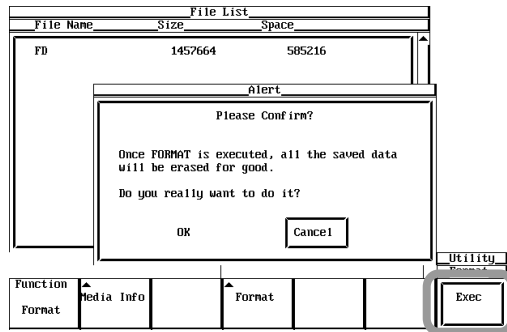 File List
File Name Size Space
FD 1457664 585216
Alert
Please Confirm?
Once FORMAT is executed, all the saved data
will be erased for good.
Do you really want to do it?
OK Cancel
Utility
Format
Function
Format
Media Info
Format
Exec